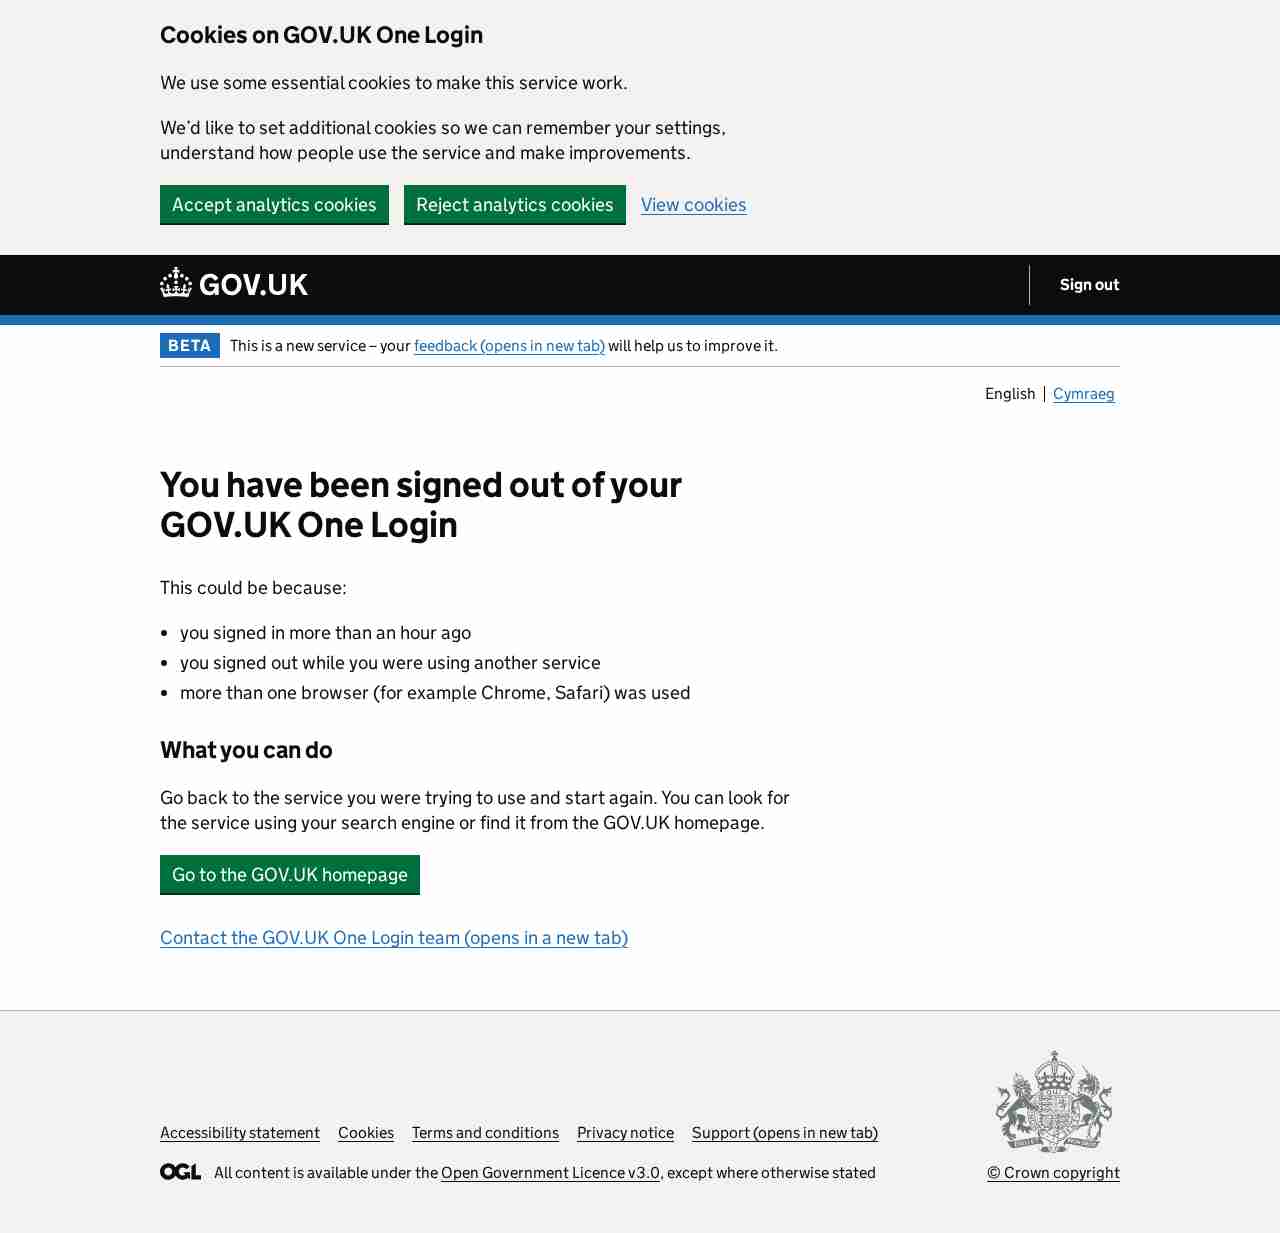 Cookies on GOV.UK One Login
We use some essential cookies to make this service work.
We’d like to set additional cookies so we can remember your settings,
understand how people use the service and make improvements.
Accept analytics cookies Reject analytics cookies View cookies
GOV.UK Sign out
BETA This is a new service – your feedback (opens in new tab) will help us to improve it.
English Cymraeg
You have been signed out of your
GOV.UK One Login
This could be because:
• you signed in more than an hour ago
• you signed out while you were using another service
• more than one browser (for example Chrome, Safari) was used
What you can do
Go back to the service you were trying to use and start again. You can look for
the service using your search engine or find it from the GOV.UK homepage.
Go to the GOV.UK homepage
Contact the GOV.UK One Login team (opens in a new tab)
Accessibility statement Cookies Terms and conditions Privacy notice Support (opens in new tab)
OGL All content is available under the Open Government Licence v3.0, except where otherwise stated
© Crown copyright